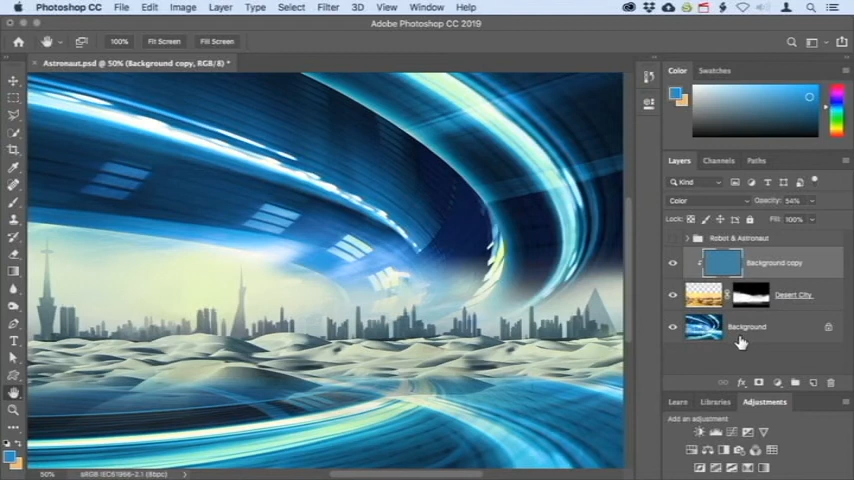 Photoshop CC File Edit Image Layer Type Select Filter 3D View Window Help
Adobe Photoshop CC 2019
100% Fit Screen Fill Screen
Astronaut.psd @ 50% (Background copy, RGB/8) *
Color Swatches
Layers Channels Paths
Kind
Color Opacity: 54%
Lock: Fill: 100%
Robot & Astronaut
Background copy
Desert City
Background
Learn Libraries Adjustments
Add an adjustment
50% sRGB IEC61966-2.1 (8bpc)